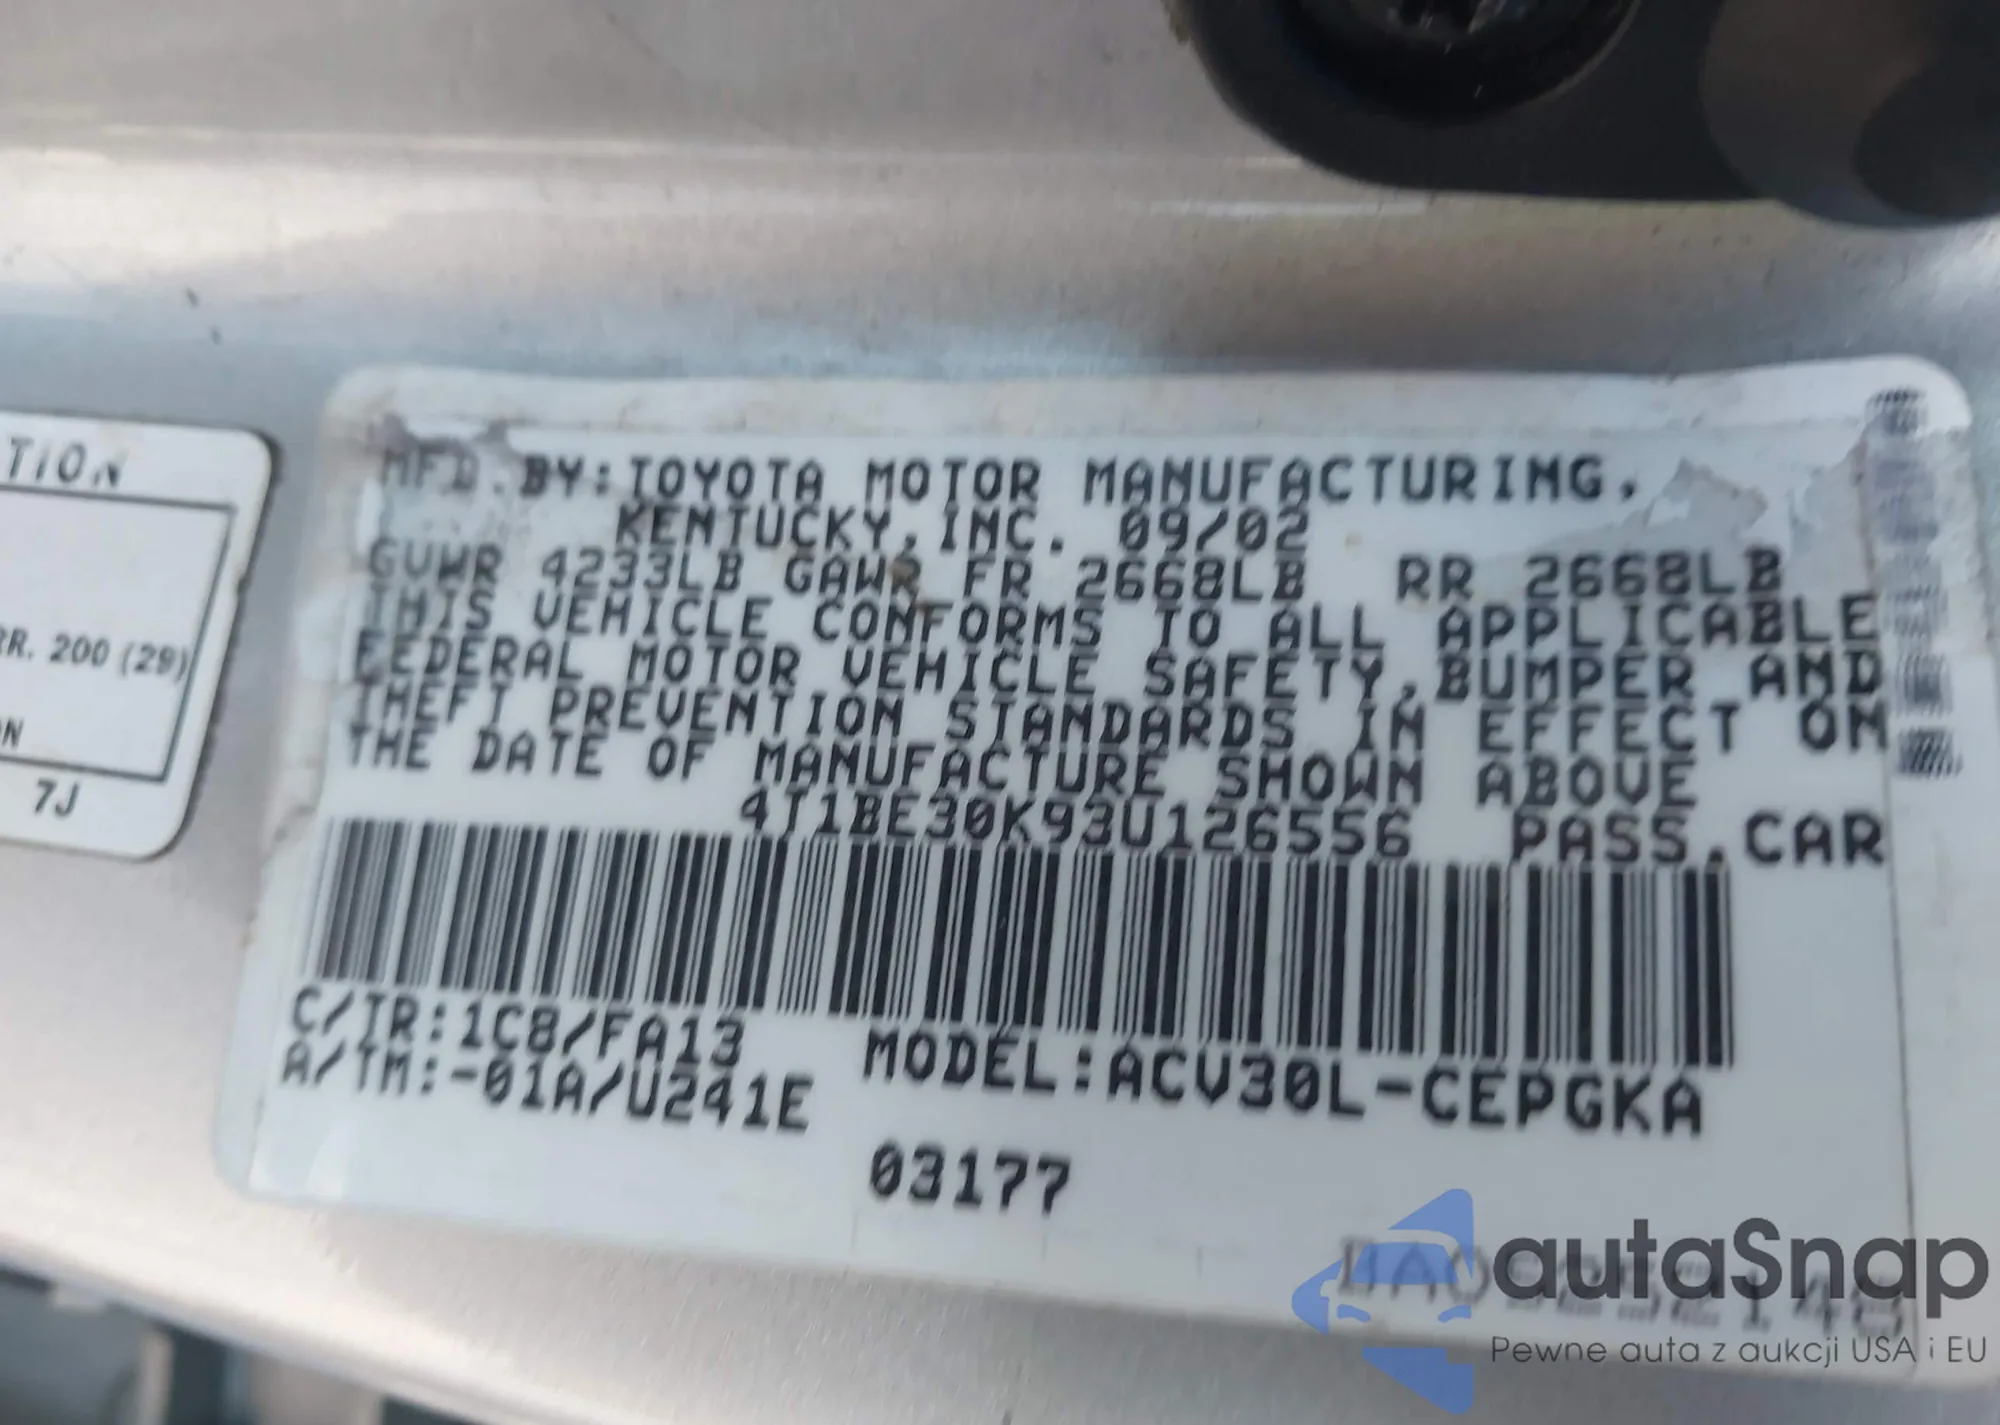 TION
RR. 200 (29)
ON
7J
MFD. BY:TOYOTA MOTOR MANUFACTURING,
KENTUCKY,INC. 09/02
GVWR 4233LB GAWR FR 2668LB RR 2668LB
THIS VEHICLE CONFORMS TO ALL APPLICABLE
FEDERAL MOTOR VEHICLE SAFETY,BUMPER AND
THEFT PREVENTION STANDARDS IN EFFECT ON
THE DATE OF MANUFACTURE SHOWN ABOVE
4T1BE30K93U126556 PASS.CAR
C/TR:1C8/FA13
A/TM:-01A/U241E
MODEL:ACV30L-CEPGKA
03177
autaSnap
Pewne auta z aukcji USA i EU